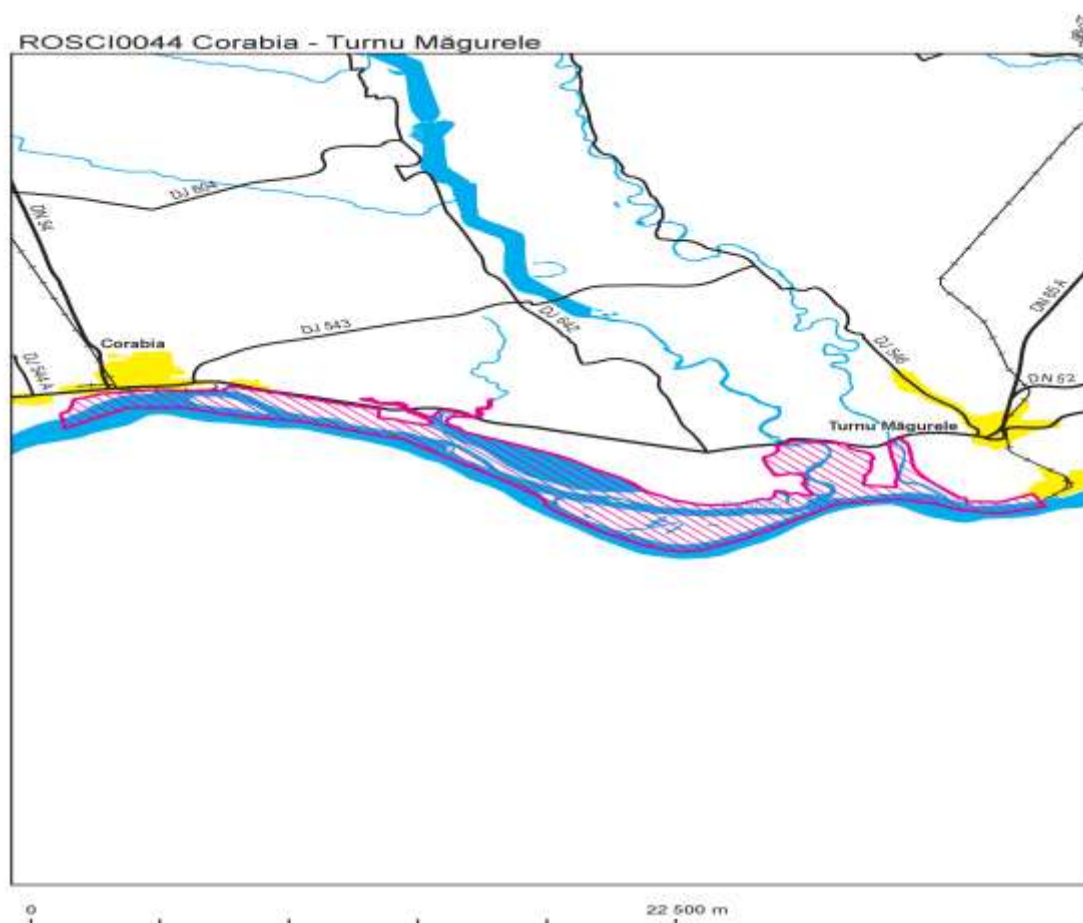 ROSCI0044 Corabia - Turnu Măgurele
DJ 604
DN 54
DJ 543
DJ 642
DN 65 A
Corabia
DJ 544 A
DJ 546
DN 52
Turnu Măgurele
0
22 500 m